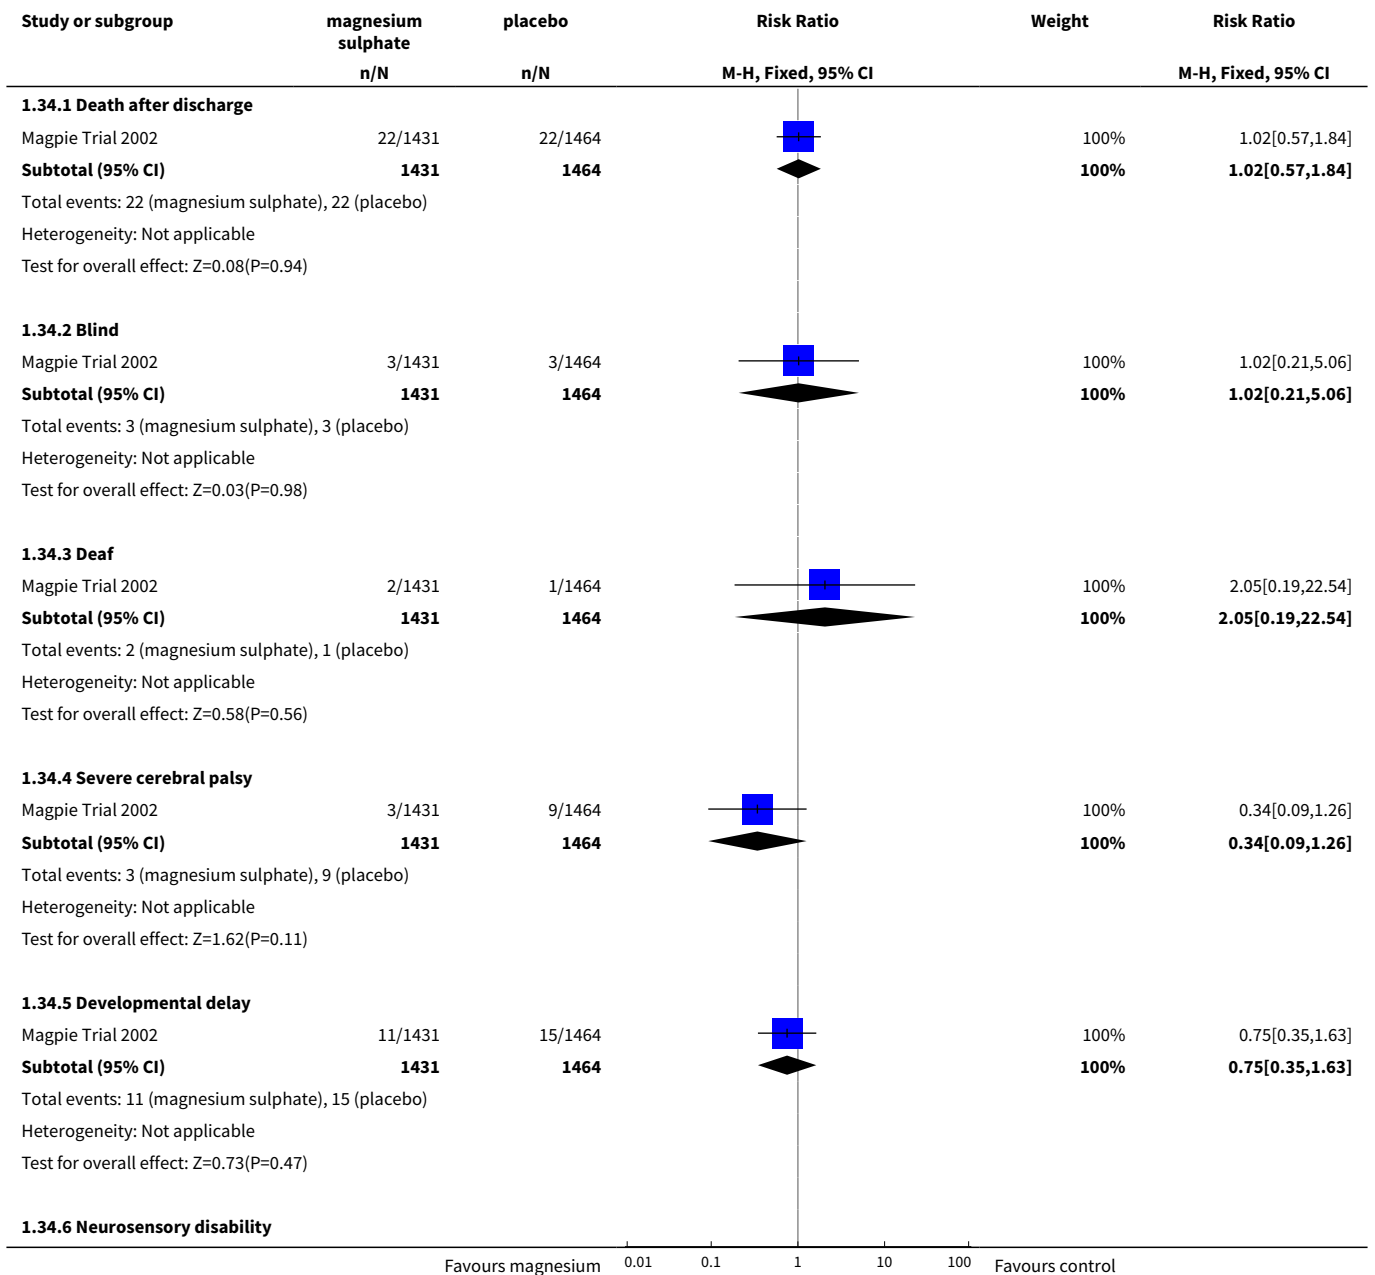 Study or subgroup magnesium sulphate placebo Risk Ratio Weight Risk Ratio
n/N n/N M-H, Fixed, 95% CI M-H, Fixed, 95% CI
1.34.1 Death after discharge
Magpie Trial 2002 22/1431 22/1464 100% 1.02[0.57,1.84]
Subtotal (95% CI) 1431 1464 100% 1.02[0.57,1.84]
Total events: 22 (magnesium sulphate), 22 (placebo)
Heterogeneity: Not applicable
Test for overall effect: Z=0.08(P=0.94)
1.34.2 Blind
Magpie Trial 2002 3/1431 3/1464 100% 1.02[0.21,5.06]
Subtotal (95% CI) 1431 1464 100% 1.02[0.21,5.06]
Total events: 3 (magnesium sulphate), 3 (placebo)
Heterogeneity: Not applicable
Test for overall effect: Z=0.03(P=0.98)
1.34.3 Deaf
Magpie Trial 2002 2/1431 1/1464 100% 2.05[0.19,22.54]
Subtotal (95% CI) 1431 1464 100% 2.05[0.19,22.54]
Total events: 2 (magnesium sulphate), 1 (placebo)
Heterogeneity: Not applicable
Test for overall effect: Z=0.58(P=0.56)
1.34.4 Severe cerebral palsy
Magpie Trial 2002 3/1431 9/1464 100% 0.34[0.09,1.26]
Subtotal (95% CI) 1431 1464 100% 0.34[0.09,1.26]
Total events: 3 (magnesium sulphate), 9 (placebo)
Heterogeneity: Not applicable
Test for overall effect: Z=1.62(P=0.11)
1.34.5 Developmental delay
Magpie Trial 2002 11/1431 15/1464 100% 0.75[0.35,1.63]
Subtotal (95% CI) 1431 1464 100% 0.75[0.35,1.63]
Total events: 11 (magnesium sulphate), 15 (placebo)
Heterogeneity: Not applicable
Test for overall effect: Z=0.73(P=0.47)
1.34.6 Neurosensory disability
Favours magnesium 0.01 0.1 1 10 100 Favours control